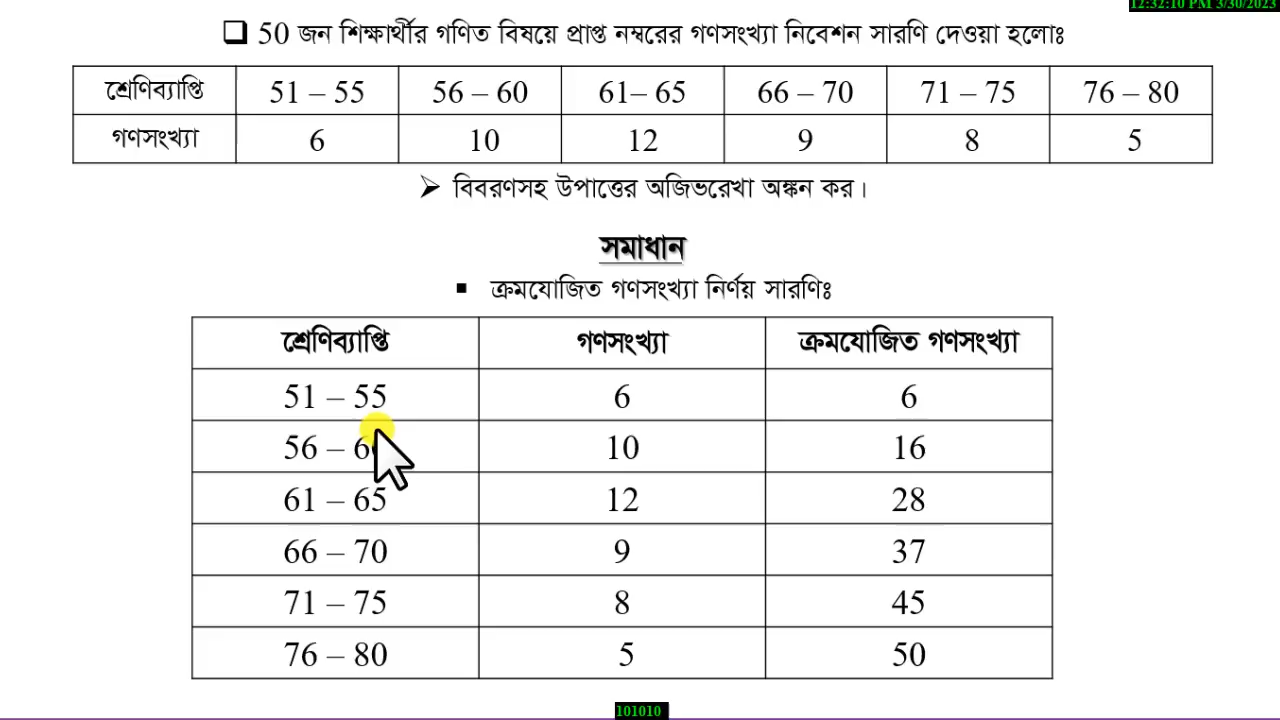 12:32:10 PM 3/30/2023
❑ 50 জন শিক্ষার্থীর গণিত বিষয়ে প্রাপ্ত নম্বরের গণসংখ্যা নিবেশন সারণি দেওয়া হলোঃ
শ্রেণিব্যাপ্তি 51 – 55 56 – 60 61– 65 66 – 70 71 – 75 76 – 80
গণসংখ্যা 6 10 12 9 8 5
➢ বিবরণসহ উপাত্তের অজিভরেখা অঙ্কন কর।
সমাধান
▪ ক্রমযোজিত গণসংখ্যা নির্ণয় সারণিঃ
শ্রেণিব্যাপ্তি গণসংখ্যা ক্রমযোজিত গণসংখ্যা
51 – 55 6 6
56 – 60 10 16
61 – 65 12 28
66 – 70 9 37
71 – 75 8 45
76 – 80 5 50
101010